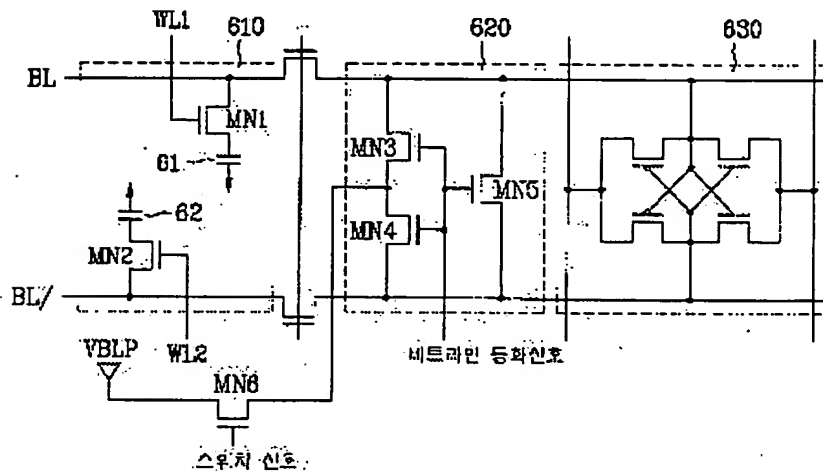 WL1
610
620
630
BL
MN1
61
MN3
MN5
62
MN4
MN2
BL/
WL2
비트라인 등화신호
VBLP
MN6
스위치 신호